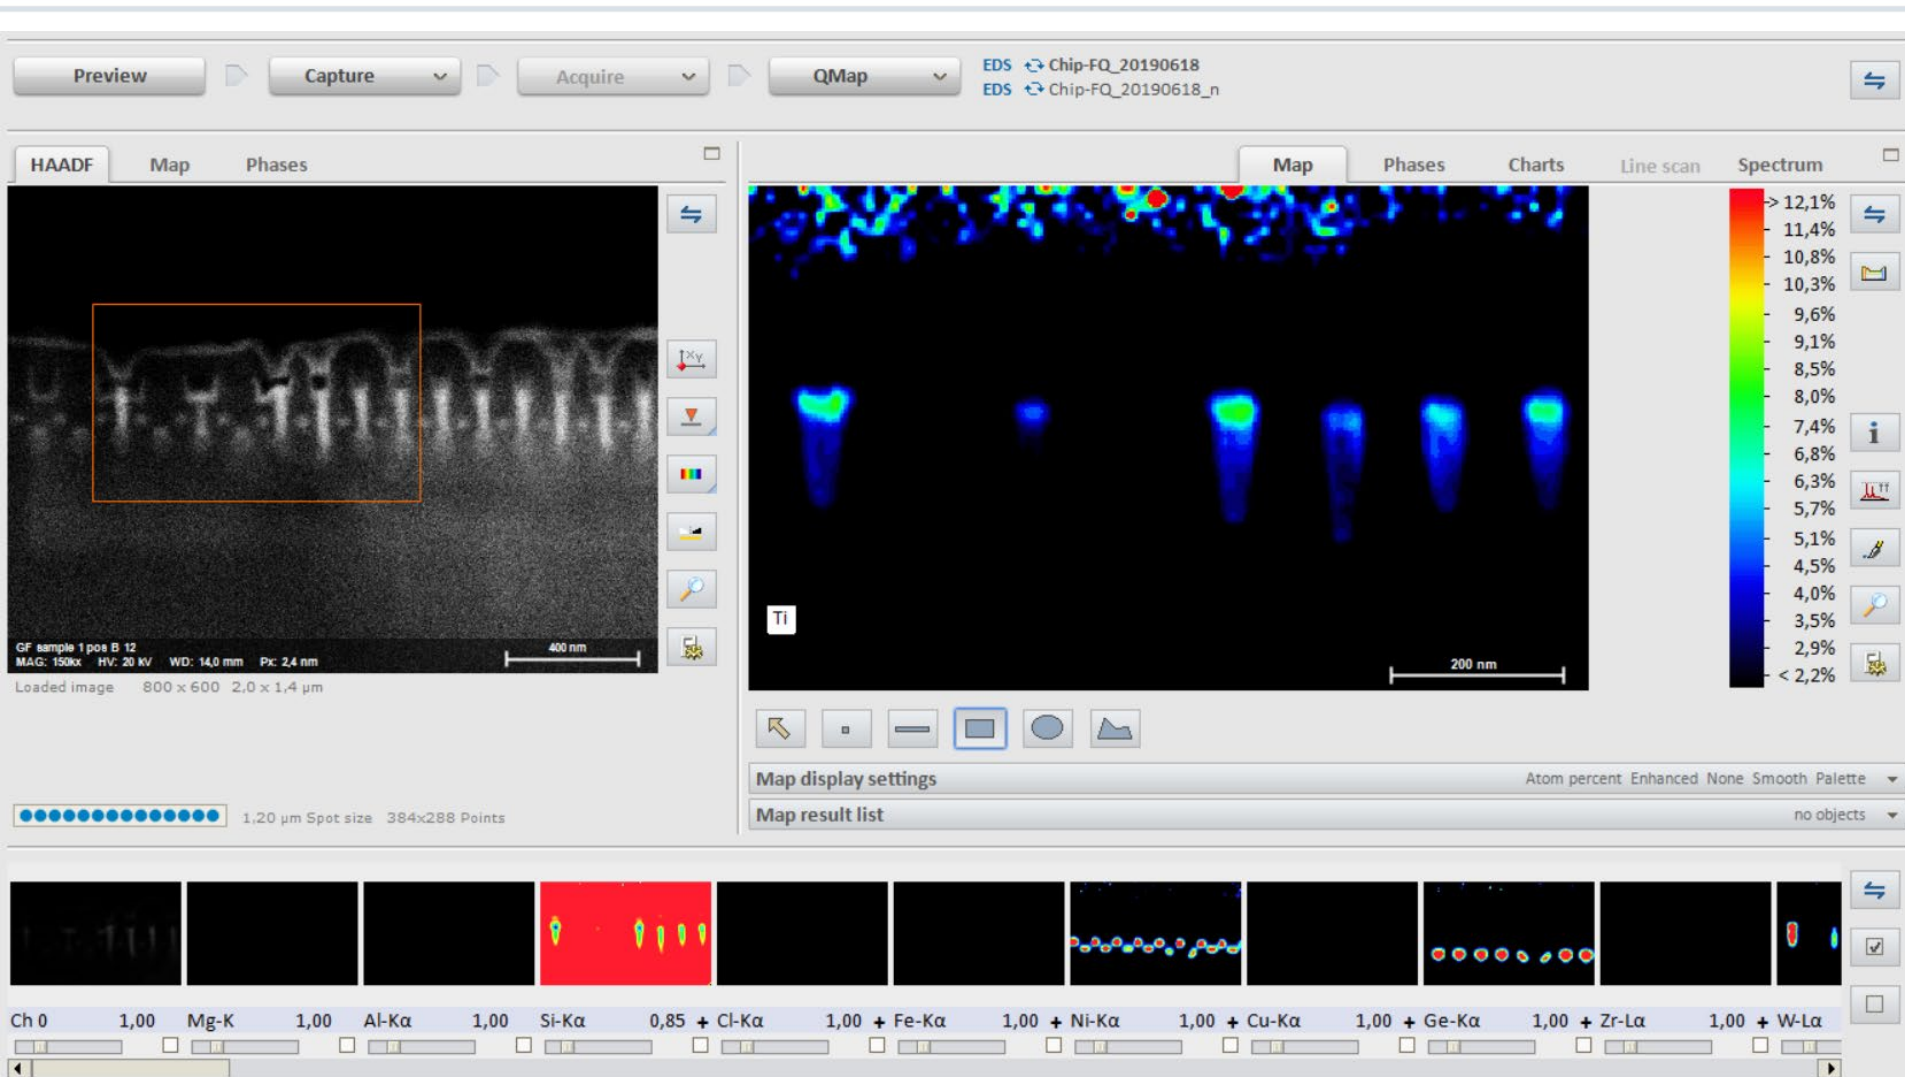 Preview Capture Acquire QMap
EDS Chip-FQ_20190618
EDS Chip-FQ_20190618_n
HAADF Map Phases
Map Phases Charts Line scan Spectrum
> 12,1%
11,4%
10,8%
10,3%
9,6%
9,1%
8,5%
8,0%
7,4%
6,8%
6,3%
5,7%
5,1%
4,5%
4,0%
3,5%
2,9%
< 2,2%
Ti
200 nm
GF sample 1 pos B 12
MAG: 150kx HV: 20 kV WD: 14,0 mm Px: 2,4 nm
400 nm
Loaded image 800 x 600 2,0 x 1,4 µm
Map display settings Atom percent Enhanced None Smooth Palette
Map result list no objects
1,20 µm Spot size 384x288 Points
Ch 0 1,00 Mg-K 1,00 Al-Kα 1,00 Si-Kα 0,85 + Cl-Kα 1,00 + Fe-Kα 1,00 + Ni-Kα 1,00 + Cu-Kα 1,00 + Ge-Kα 1,00 + Zr-Lα 1,00 + W-Lα